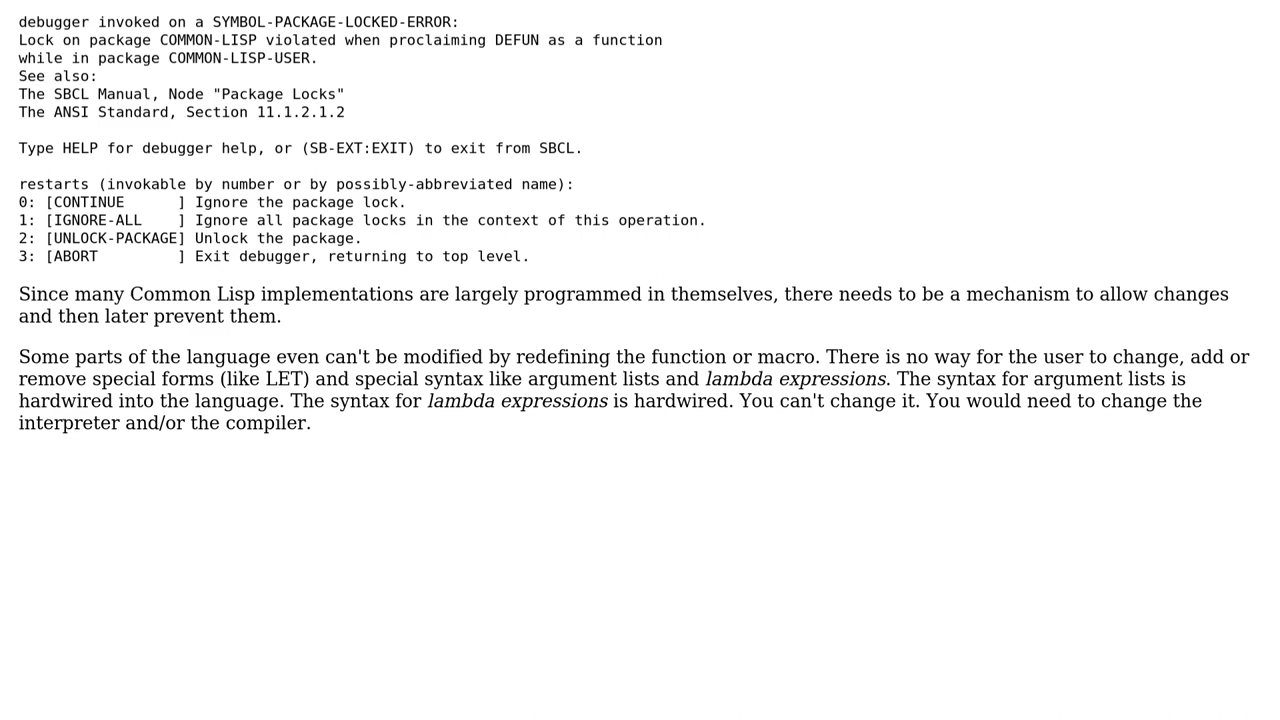 debugger invoked on a SYMBOL-PACKAGE-LOCKED-ERROR:
Lock on package COMMON-LISP violated when proclaiming DEFUN as a function
while in package COMMON-LISP-USER.
See also:
The SBCL Manual, Node "Package Locks"
The ANSI Standard, Section 11.1.2.1.2
Type HELP for debugger help, or (SB-EXT:EXIT) to exit from SBCL.
restarts (invokable by number or by possibly-abbreviated name):
0: [CONTINUE      ] Ignore the package lock.
1: [IGNORE-ALL    ] Ignore all package locks in the context of this operation.
2: [UNLOCK-PACKAGE] Unlock the package.
3: [ABORT         ] Exit debugger, returning to top level.
Since many Common Lisp implementations are largely programmed in themselves, there needs to be a mechanism to allow changes
and then later prevent them.
Some parts of the language even can't be modified by redefining the function or macro. There is no way for the user to change, add or
remove special forms (like LET) and special syntax like argument lists and lambda expressions. The syntax for argument lists is
hardwired into the language. The syntax for lambda expressions is hardwired. You can't change it. You would need to change the
interpreter and/or the compiler.